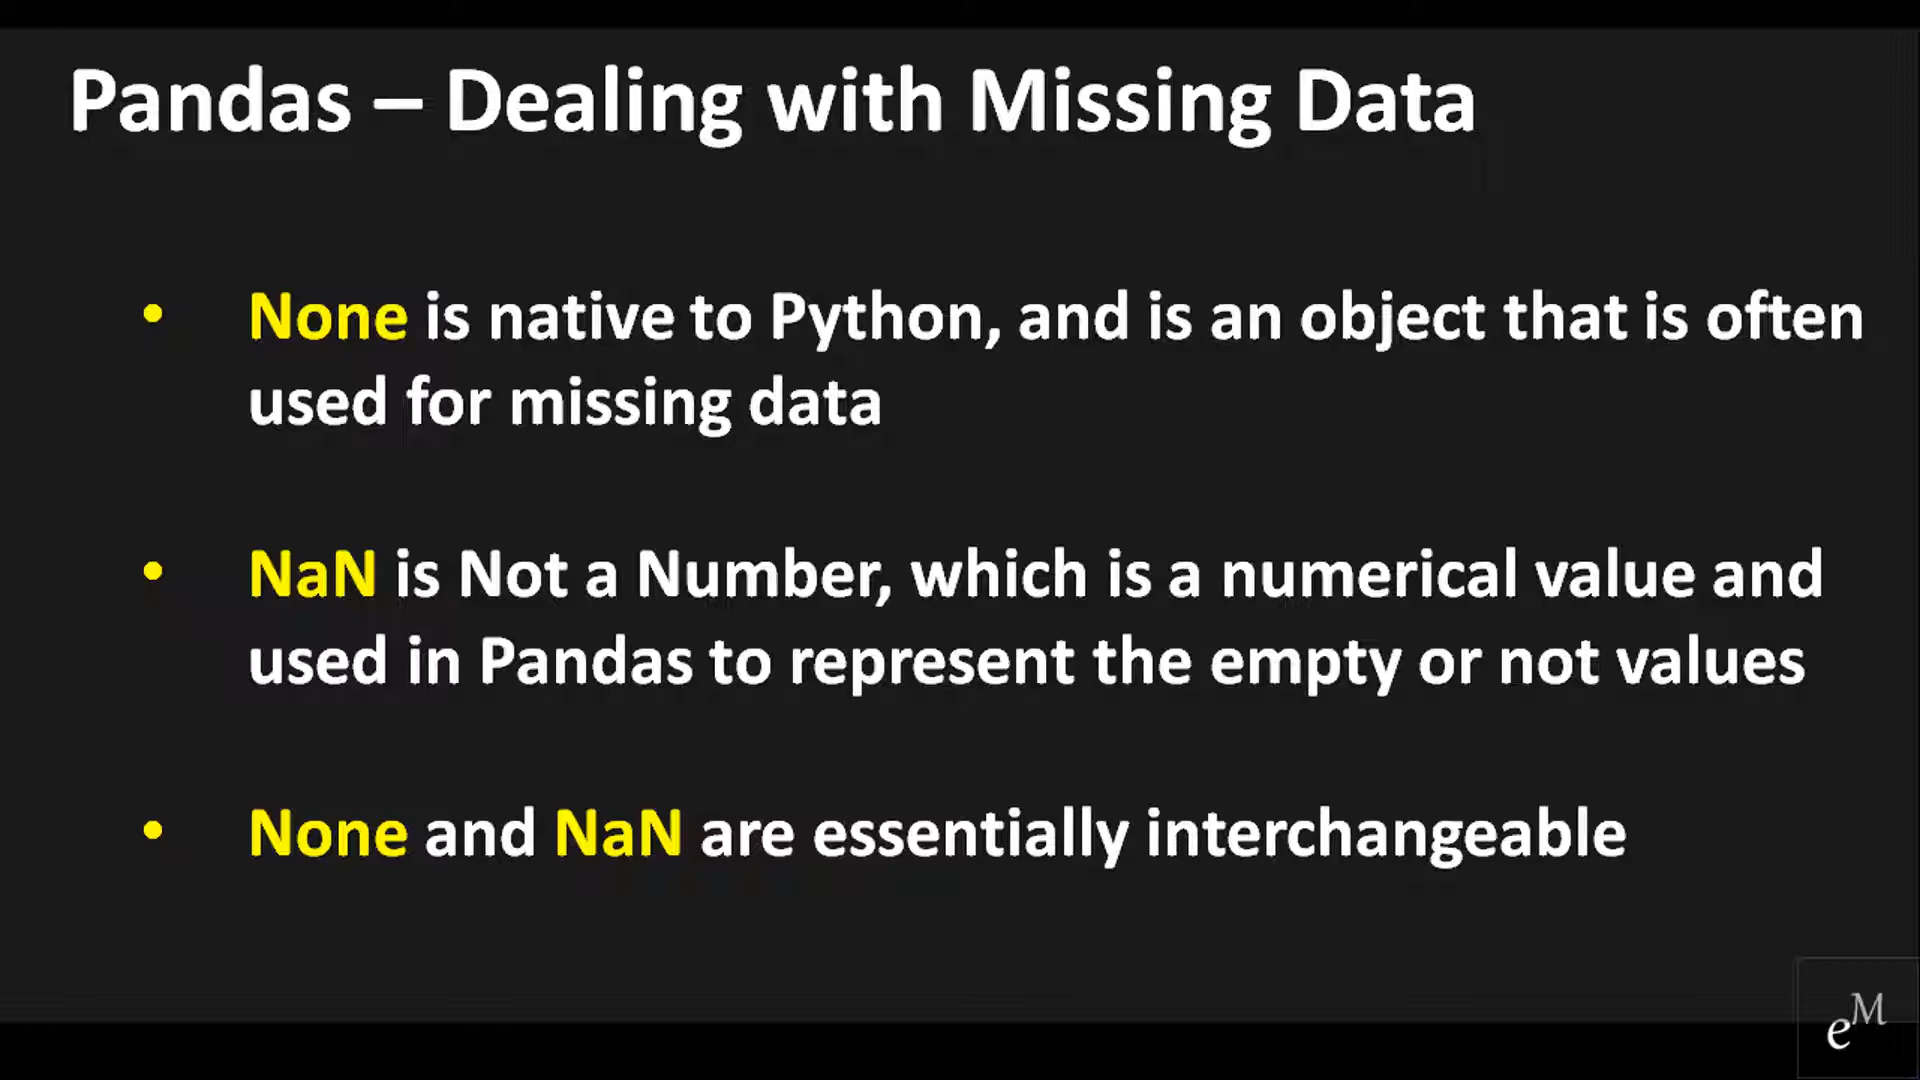 Pandas – Dealing with Missing Data
• None is native to Python, and is an object that is often
used for missing data
• NaN is Not a Number, which is a numerical value and
used in Pandas to represent the empty or not values
• None and NaN are essentially interchangeable
eM